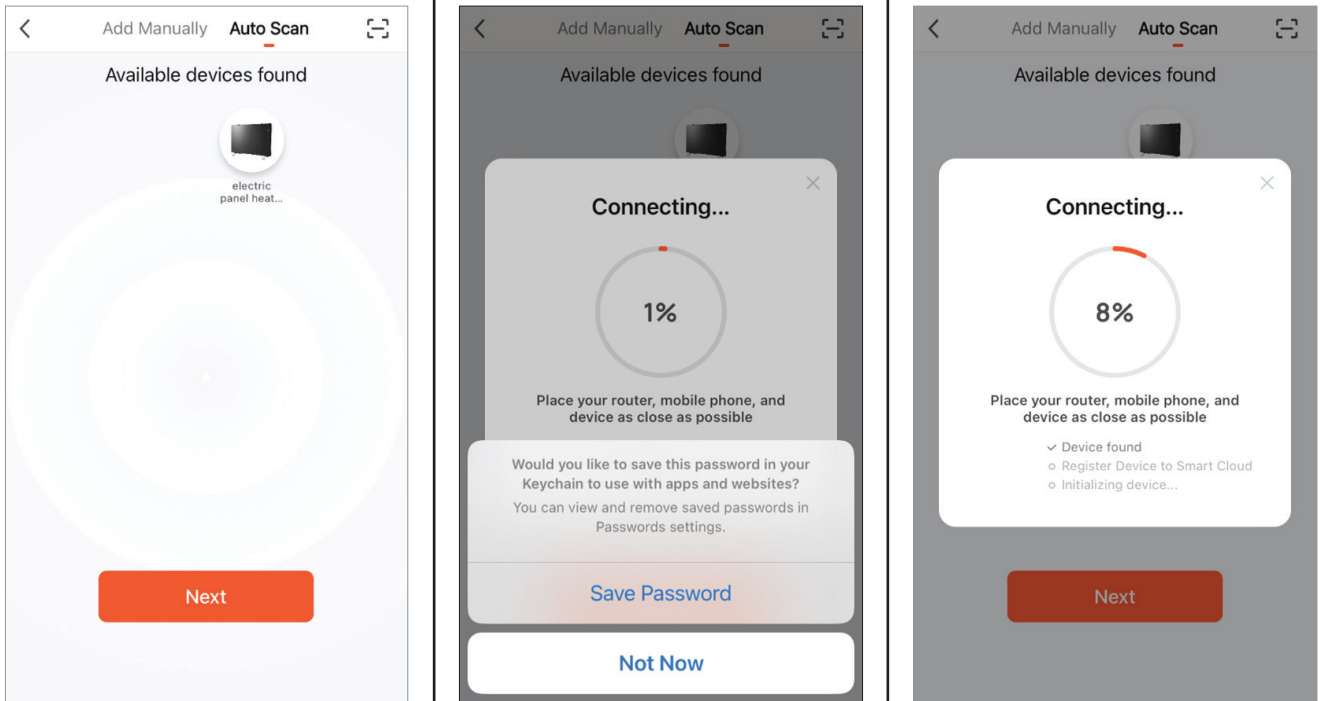 Add Manually Auto Scan
Available devices found
electric
panel heat...
Next
Add Manually Auto Scan
Available devices found
Connecting...
1%
Place your router, mobile phone, and
device as close as possible
Would you like to save this password in your
Keychain to use with apps and websites?
You can view and remove saved passwords in
Passwords settings.
Save Password
Not Now
Add Manually Auto Scan
Available devices found
Connecting...
8%
Place your router, mobile phone, and
device as close as possible
✓ Device found
o Register Device to Smart Cloud
o Initializing device...
Next